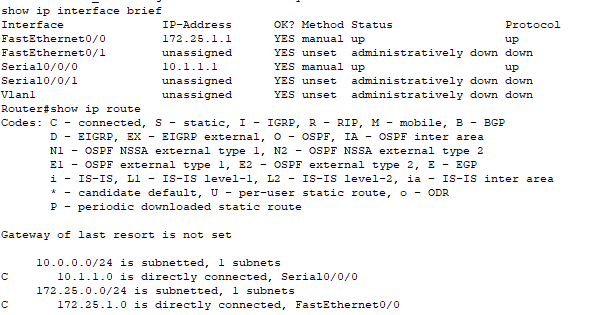 show ip interface brief
Interface IP-Address OK? Method Status Protocol
FastEthernet0/0 172.25.1.1 YES manual up up
FastEthernet0/1 unassigned YES unset administratively down down
Serial0/0/0 10.1.1.1 YES manual up up
Serial0/0/1 unassigned YES unset administratively down down
Vlan1 unassigned YES unset administratively down down
Router#show ip route
Codes: C - connected, S - static, I - IGRP, R - RIP, M - mobile, B - BGP
D - EIGRP, EX - EIGRP external, O - OSPF, IA - OSPF inter area
N1 - OSPF NSSA external type 1, N2 - OSPF NSSA external type 2
E1 - OSPF external type 1, E2 - OSPF external type 2, E - EGP
i - IS-IS, L1 - IS-IS level-1, L2 - IS-IS level-2, ia - IS-IS inter area
* - candidate default, U - per-user static route, o - ODR
P - periodic downloaded static route
Gateway of last resort is not set
10.0.0.0/24 is subnetted, 1 subnets
C 10.1.1.0 is directly connected, Serial0/0/0
172.25.0.0/24 is subnetted, 1 subnets
C 172.25.1.0 is directly connected, FastEthernet0/0